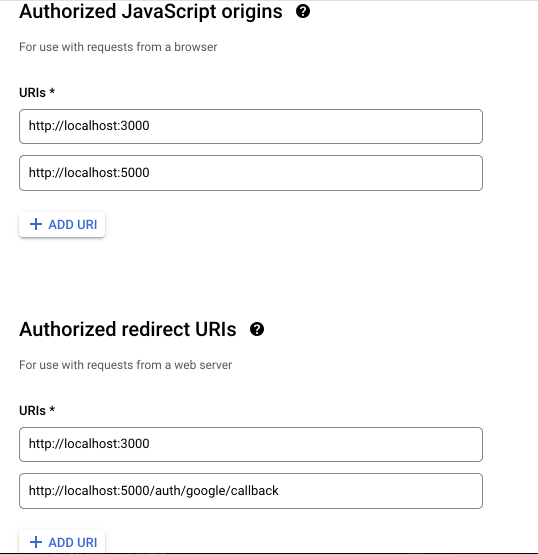 Authorized JavaScript origins ?
For use with requests from a browser
URIs *
http://localhost:3000
http://localhost:5000
+ ADD URI
Authorized redirect URIs ?
For use with requests from a web server
URIs *
http://localhost:3000
http://localhost:5000/auth/google/callback
+ ADD URI